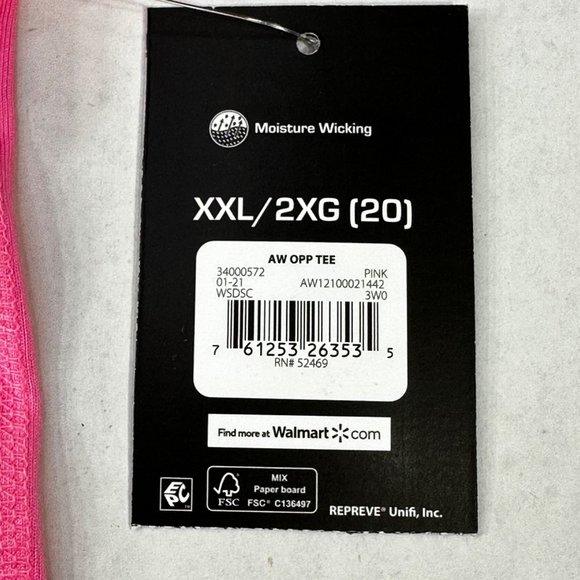 Moisture Wicking
XXL/2XG (20)
AW OPP TEE
34000572 PINK
01-21 AW12100021442
WSDSC 3W0
7 61253 26353 5
RN# 52469
Find more at Walmart com
EPC
FSC
MIX
Paper board
FSC® C136497
REPREVE® Unifi, Inc.